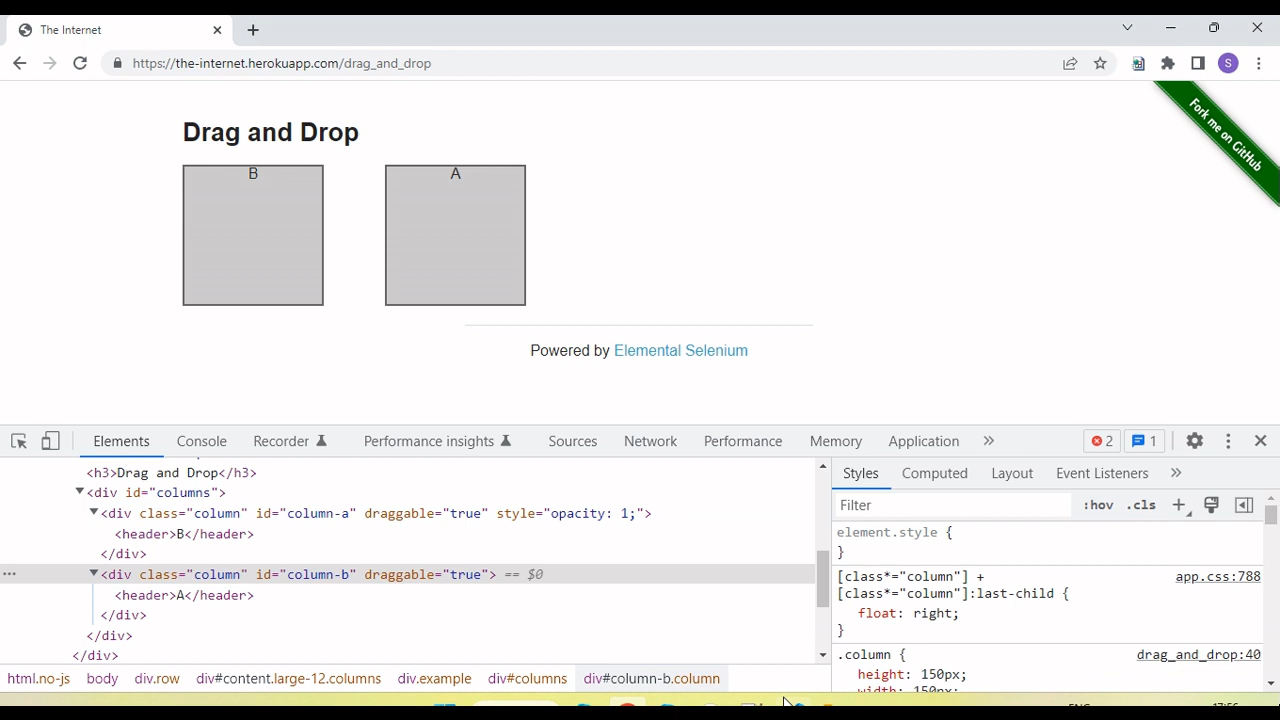 The Internet
https://the-internet.herokuapp.com/drag_and_drop
S
Fork me on GitHub
Drag and Drop
B
A
Powered by Elemental Selenium
Elements Console Recorder Performance insights Sources Network Performance Memory Application » 2 1
<h3>Drag and Drop</h3>
<div id="columns">
<div class="column" id="column-a" draggable="true" style="opacity: 1;">
<header>B</header>
</div>
<div class="column" id="column-b" draggable="true"> == $0
<header>A</header>
</div>
</div>
</div>
html.no-js body div.row div#content.large-12.columns div.example div#columns div#column-b.column
Styles Computed Layout Event Listeners »
Filter :hov .cls +
element.style {
}
[class*="column"] + app.css:788
[class*="column"]:last-child {
float: right;
}
.column { drag_and_drop:40
height: 150px;
width: 150px;
ENG 17:56